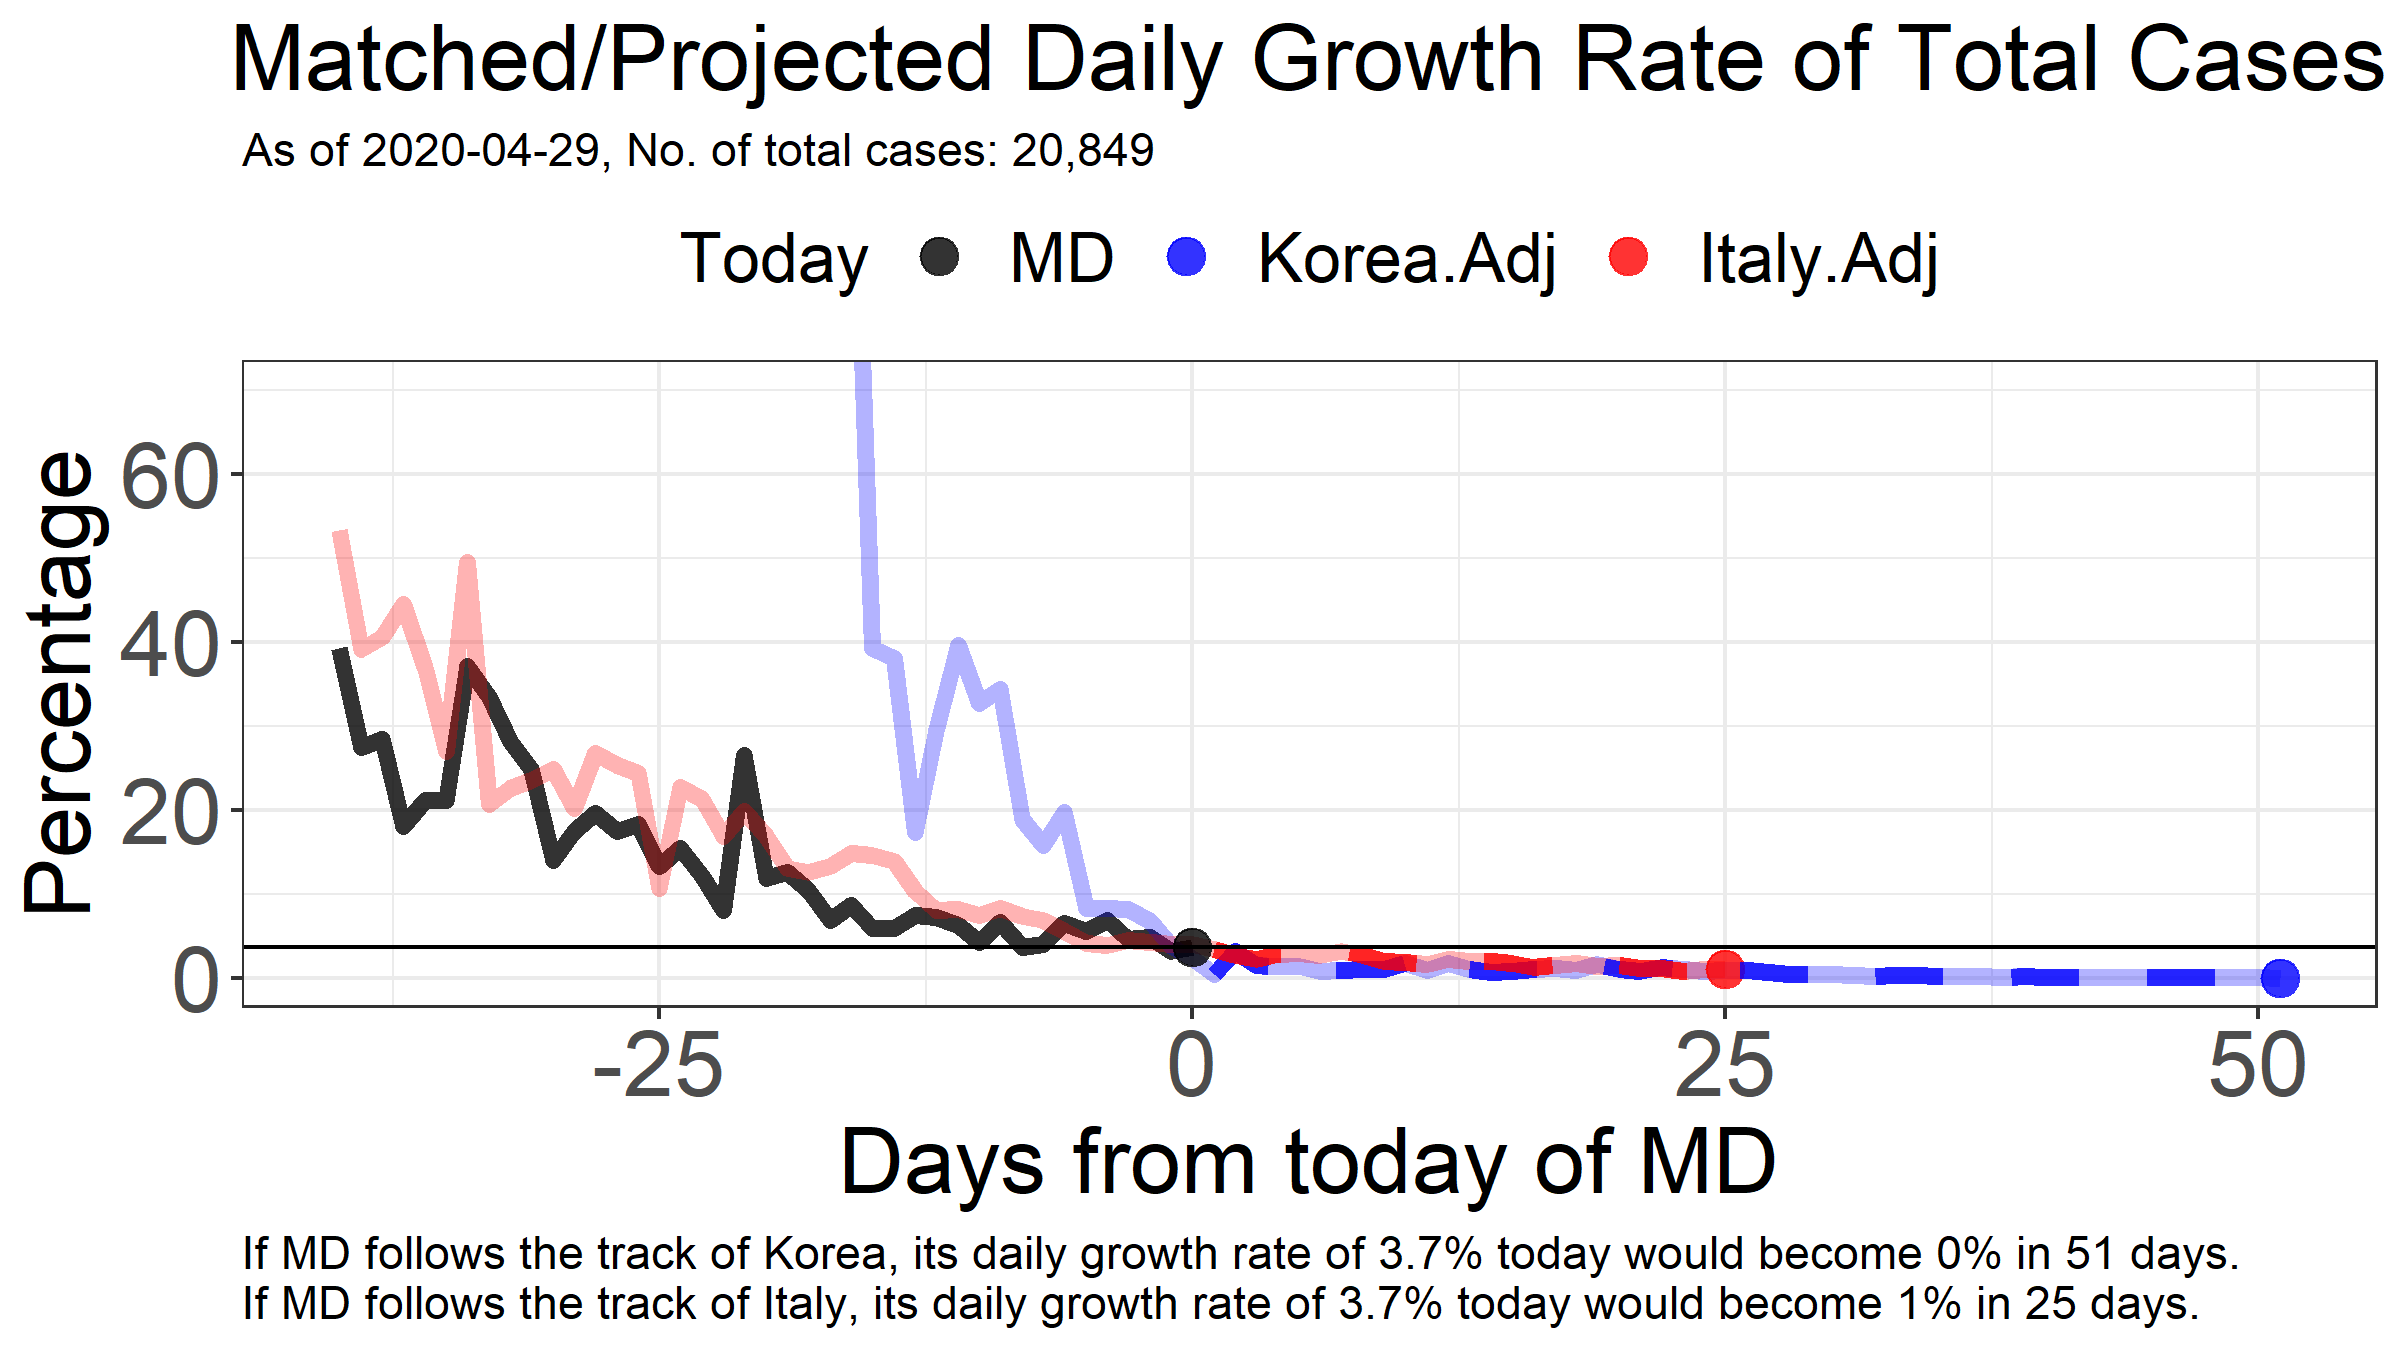 Matched/Projected Daily Growth Rate of Total Cases
As of 2020-04-29, No. of total cases: 20,849
Today MD Korea.Adj Italy.Adj
Percentage
60
40
20
0
-25 0 25 50
Days from today of MD
If MD follows the track of Korea, its daily growth rate of 3.7% today would become 0% in 51 days.
If MD follows the track of Italy, its daily growth rate of 3.7% today would become 1% in 25 days.